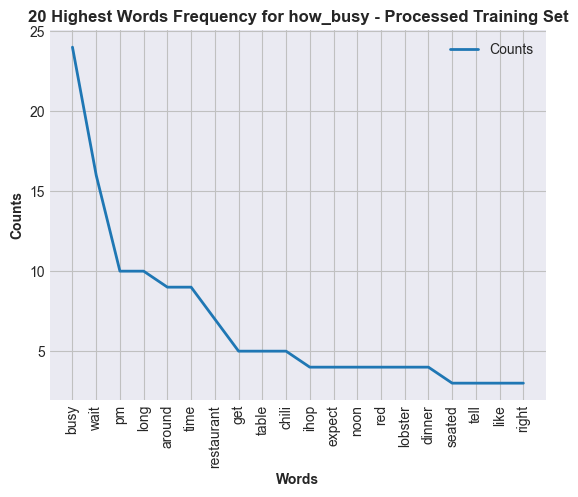 20 Highest Words Frequency for how_busy - Processed Training Set
Counts
25
20
15
10
5
Counts
busy
wait
pm
long
around
time
restaurant
get
table
chili
ihop
expect
noon
red
lobster
dinner
seated
tell
like
right
Words